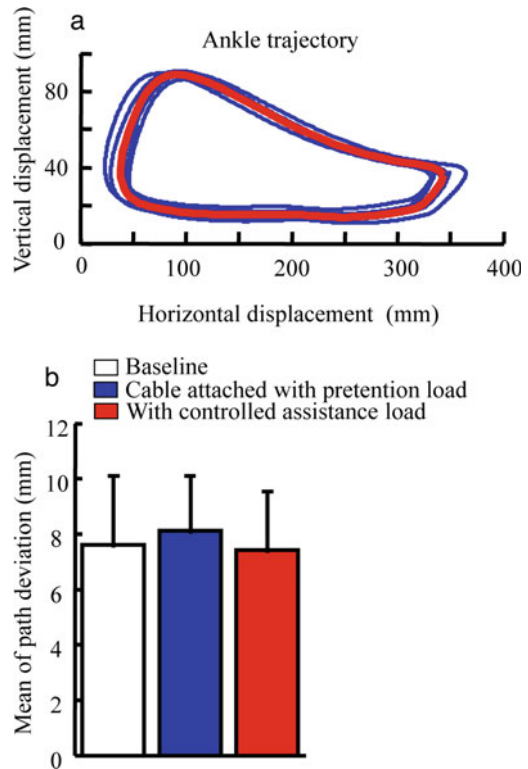 a
Ankle trajectory
Vertical displacement (mm)
80
40
0
0 100 200 300 400
Horizontal displacement (mm)
b
Baseline
Cable attached with pretention load
With controlled assistance load
Mean of path deviation (mm)
12
10
8
6
4
2
0